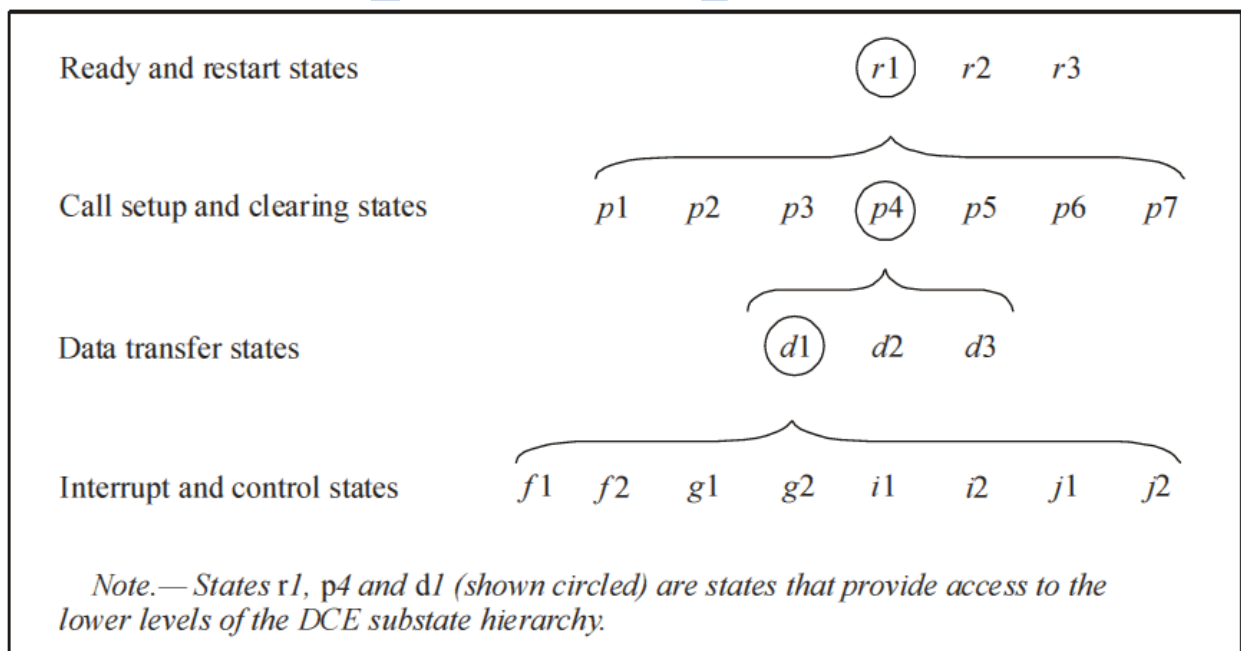 Ready and restart states r1 r2 r3
Call setup and clearing states p1 p2 p3 p4 p5 p6 p7
Data transfer states d1 d2 d3
Interrupt and control states f1 f2 g1 g2 i1 i2 j1 j2
Note.— States r1, p4 and d1 (shown circled) are states that provide access to the
lower levels of the DCE substate hierarchy.